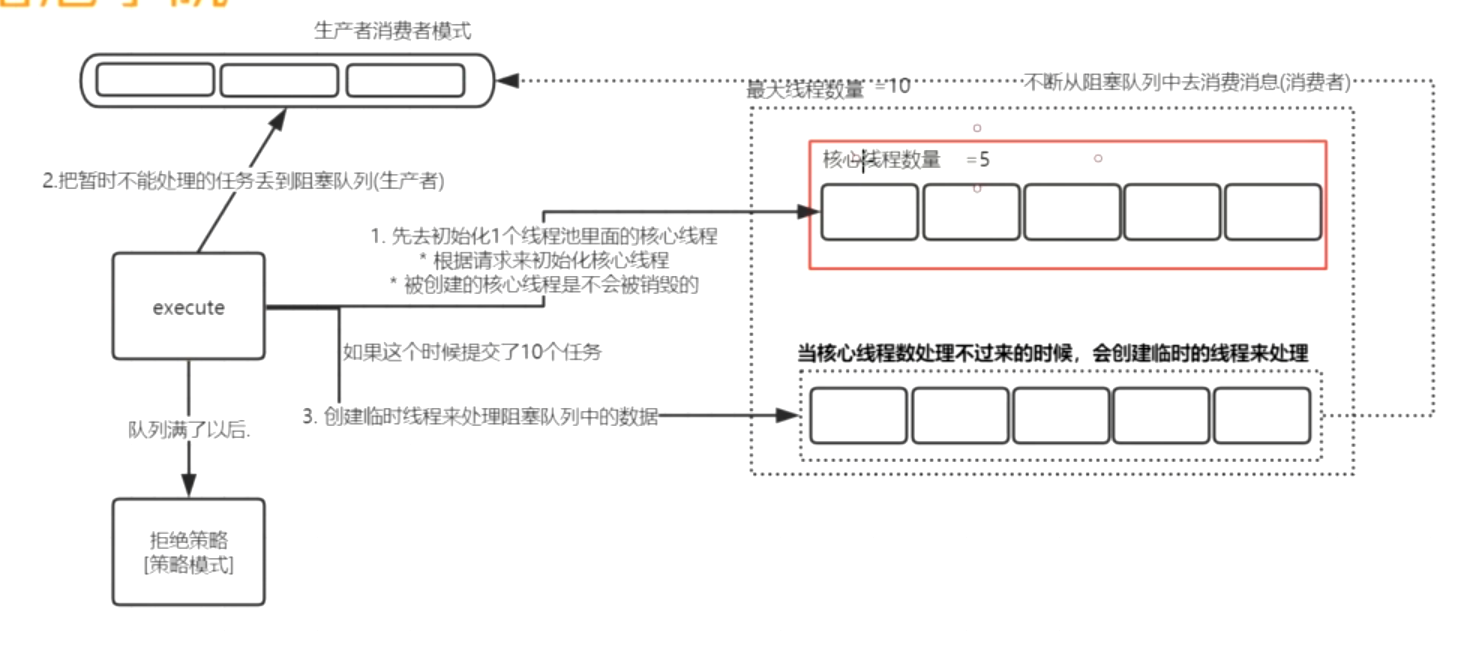 生产者消费者模式
最大线程数量 =10
不断从阻塞队列中去消费消息(消费者)
核心线程数量 =5
2.把暂时不能处理的任务丢到阻塞队列(生产者)
1. 先去初始化1个线程池里面的核心线程
* 根据请求来初始化核心线程
* 被创建的核心线程是不会被销毁的
execute
如果这个时候提交了10个任务
当核心线程数处理不过来的时候，会创建临时的线程来处理
3. 创建临时线程来处理阻塞队列中的数据
队列满了以后.
拒绝策略
[策略模式]